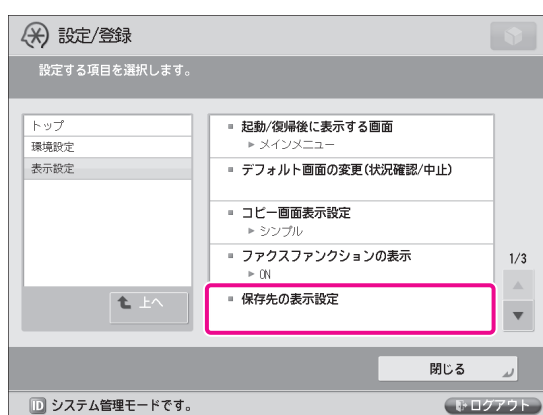 設定/登録
設定する項目を選択します。
トップ
環境設定
表示設定
上へ
起動/復帰後に表示する画面
メインメニュー
デフォルト画面の変更(状況確認/中止)
コピー画面表示設定
シンプル
ファクスファンクションの表示
ON
保存先の表示設定
1/3
閉じる
ID システム管理モードです。
ログアウト